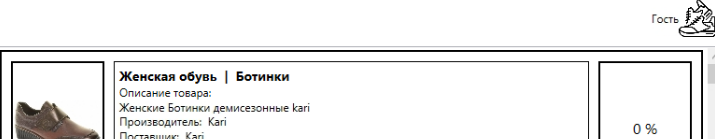 Гость
Женская обувь | Ботинки
Описание товара:
Женские Ботинки демисезонные kari
Производитель: Kari
Поставщик: Kari
0 %